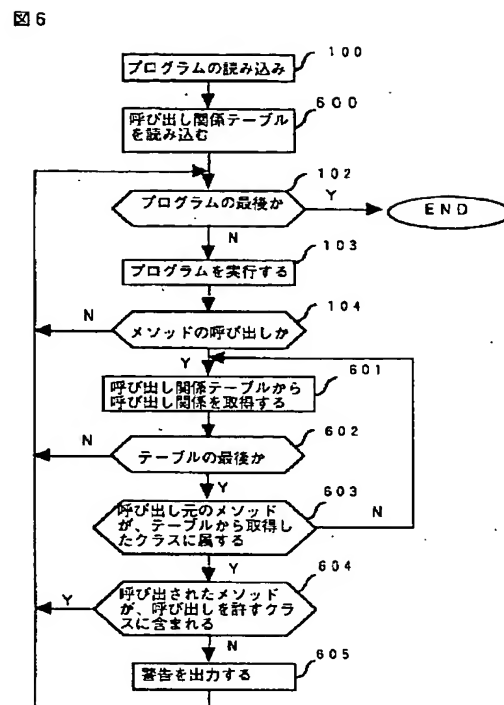 図6
100
プログラムの読み込み
600
呼び出し関係テーブル
を読み込む
102
プログラムの最後か
Y
END
N
103
プログラムを実行する
104
N
メソッドの呼び出しか
Y
601
呼び出し関係テーブルから
呼び出し関係を取得する
602
N
テーブルの最後か
Y
603
呼び出し元のメソッド
が、テーブルから取得し
たクラスに属する
N
Y
604
Y
呼び出されたメソッド
が、呼び出しを許すクラ
スに含まれる
N
605
警告を出力する